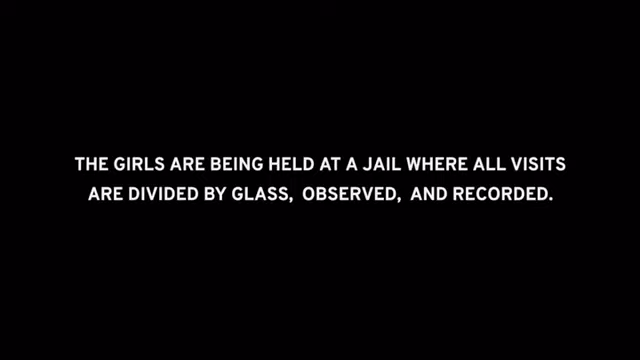 THE GIRLS ARE BEING HELD AT A JAIL WHERE ALL VISITS
ARE DIVIDED BY GLASS, OBSERVED, AND RECORDED.